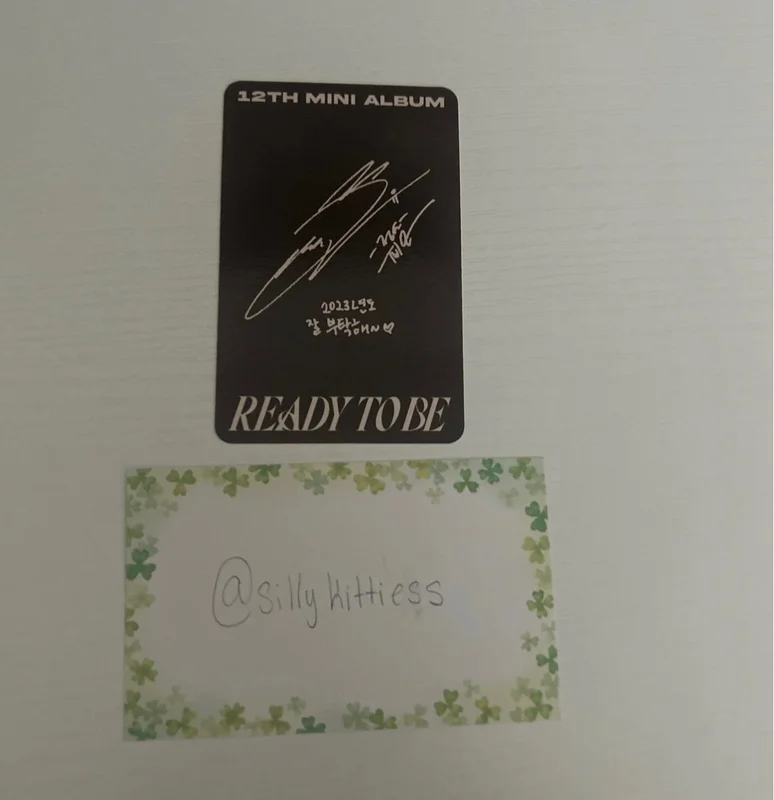 12TH MINI ALBUM
2023년도
잘 부탁해~♡
READY TO BE
@sillykittiess